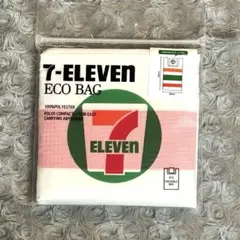 7-ELEVEN
ECO BAG
100%POLYESTER
FOLDS COMPACTLY FOR EASY
CARRYING ANYWHERE
7
ELEVEN